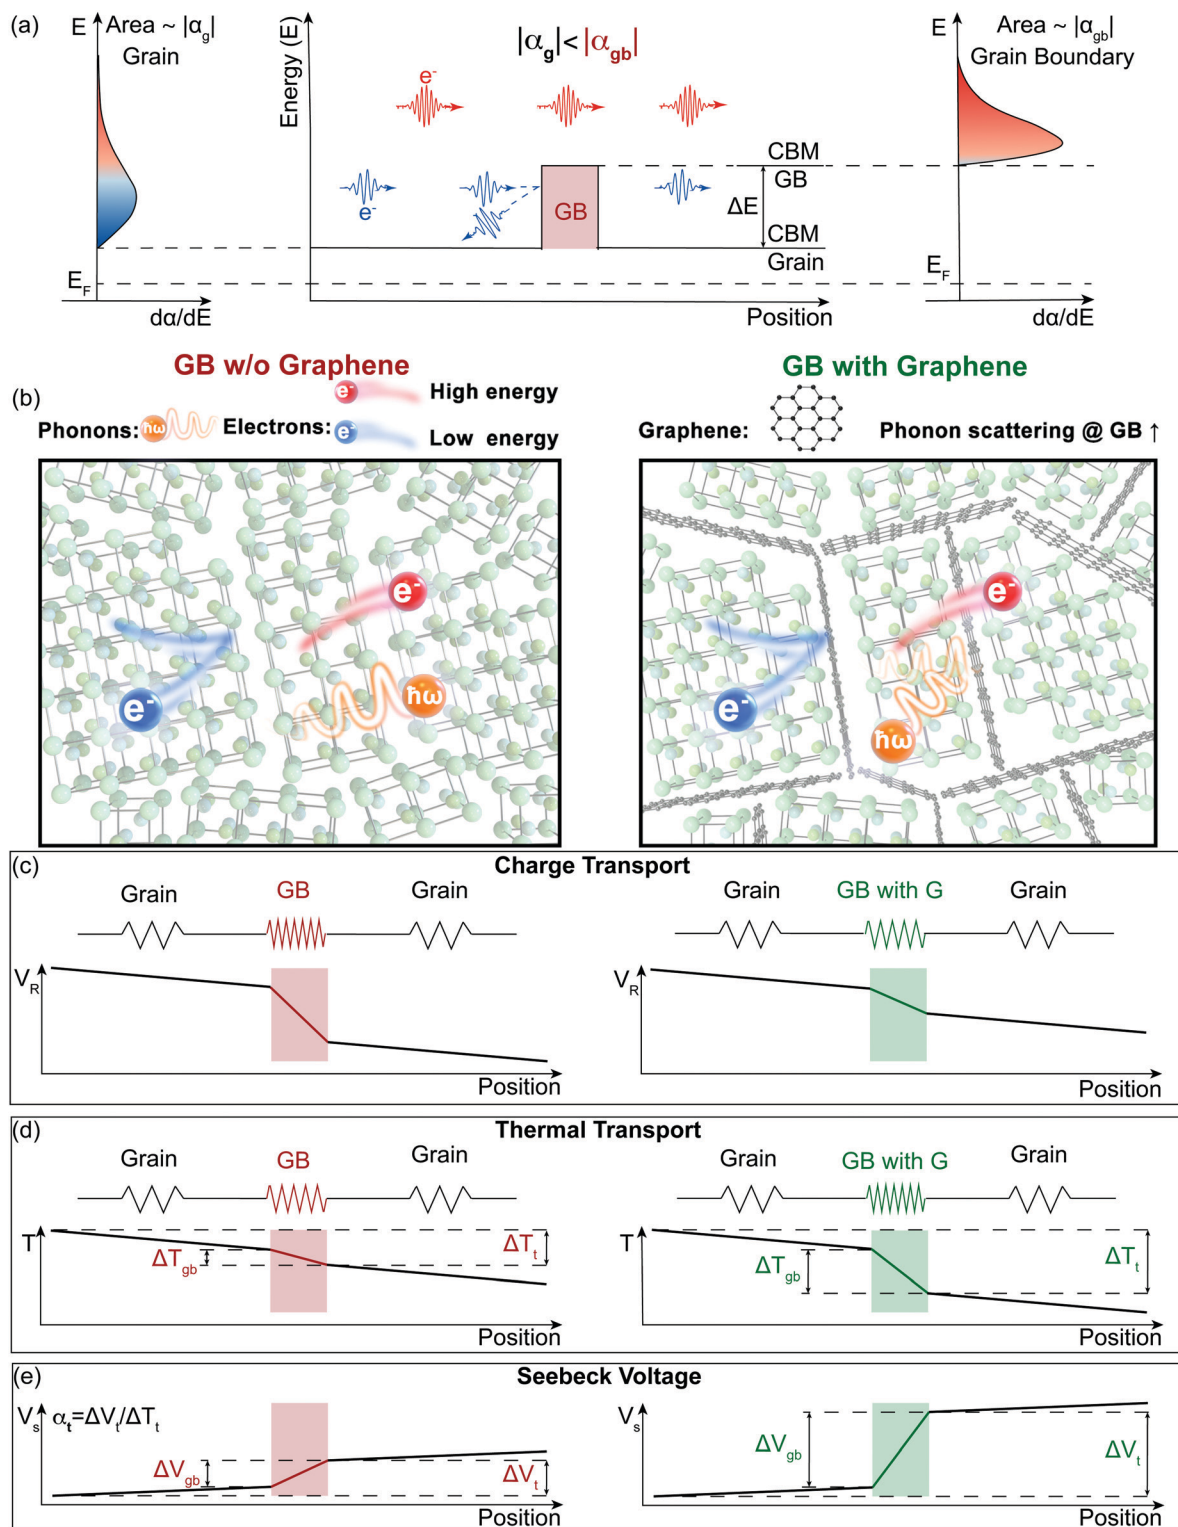 (a)
E
Area ~ |α_g|
Grain
E_F
dα/dE
Energy (E)
|α_g| < |α_gb|
e⁻
e⁻
GB
CBM
GB
ΔE
CBM
Grain
Position
E
Area ~ |α_gb|
Grain Boundary
E_F
dα/dE
GB w/o Graphene
GB with Graphene
(b)
Phonons: ħω
Electrons:
e⁻ High energy
e⁻ Low energy
Graphene:
Phonon scattering @ GB ↑
e⁻
e⁻
ħω
e⁻
e⁻
ħω
(c)
Charge Transport
Grain GB Grain
V_R
Position
Grain GB with G Grain
V_R
Position
(d)
Thermal Transport
Grain GB Grain
T
ΔT_gb
ΔT_t
Position
Grain GB with G Grain
T
ΔT_gb
ΔT_t
Position
(e)
Seebeck Voltage
V_s
α_t=ΔV_t/ΔT_t
ΔV_gb
ΔV_t
Position
V_s
ΔV_gb
ΔV_t
Position